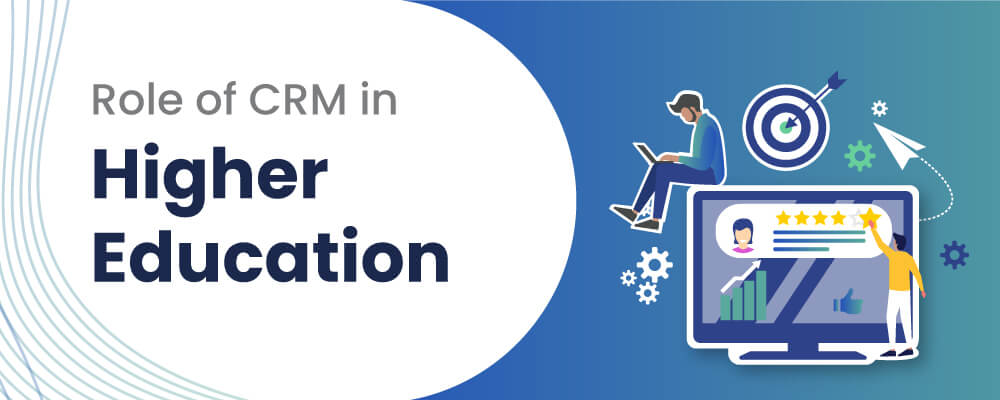 Role of CRM in
Higher
Education